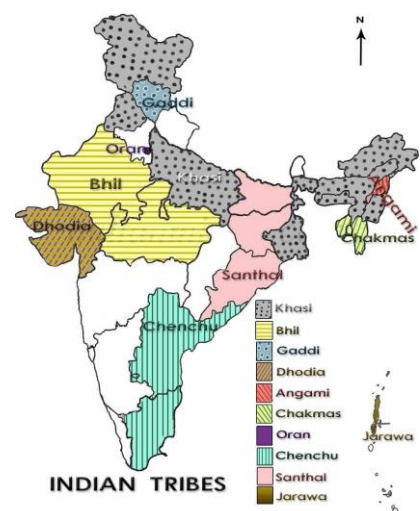 N
Gaddi
Oran
Khasi
Bhil
Dhodia
Angami
Chakmas
Santhal
Chenchu
Khasi
Bhil
Gaddi
Dhodia
Angami
Chakmas
Oran
Chenchu
Santhal
Jarawa
Jarawa
INDIAN TRIBES